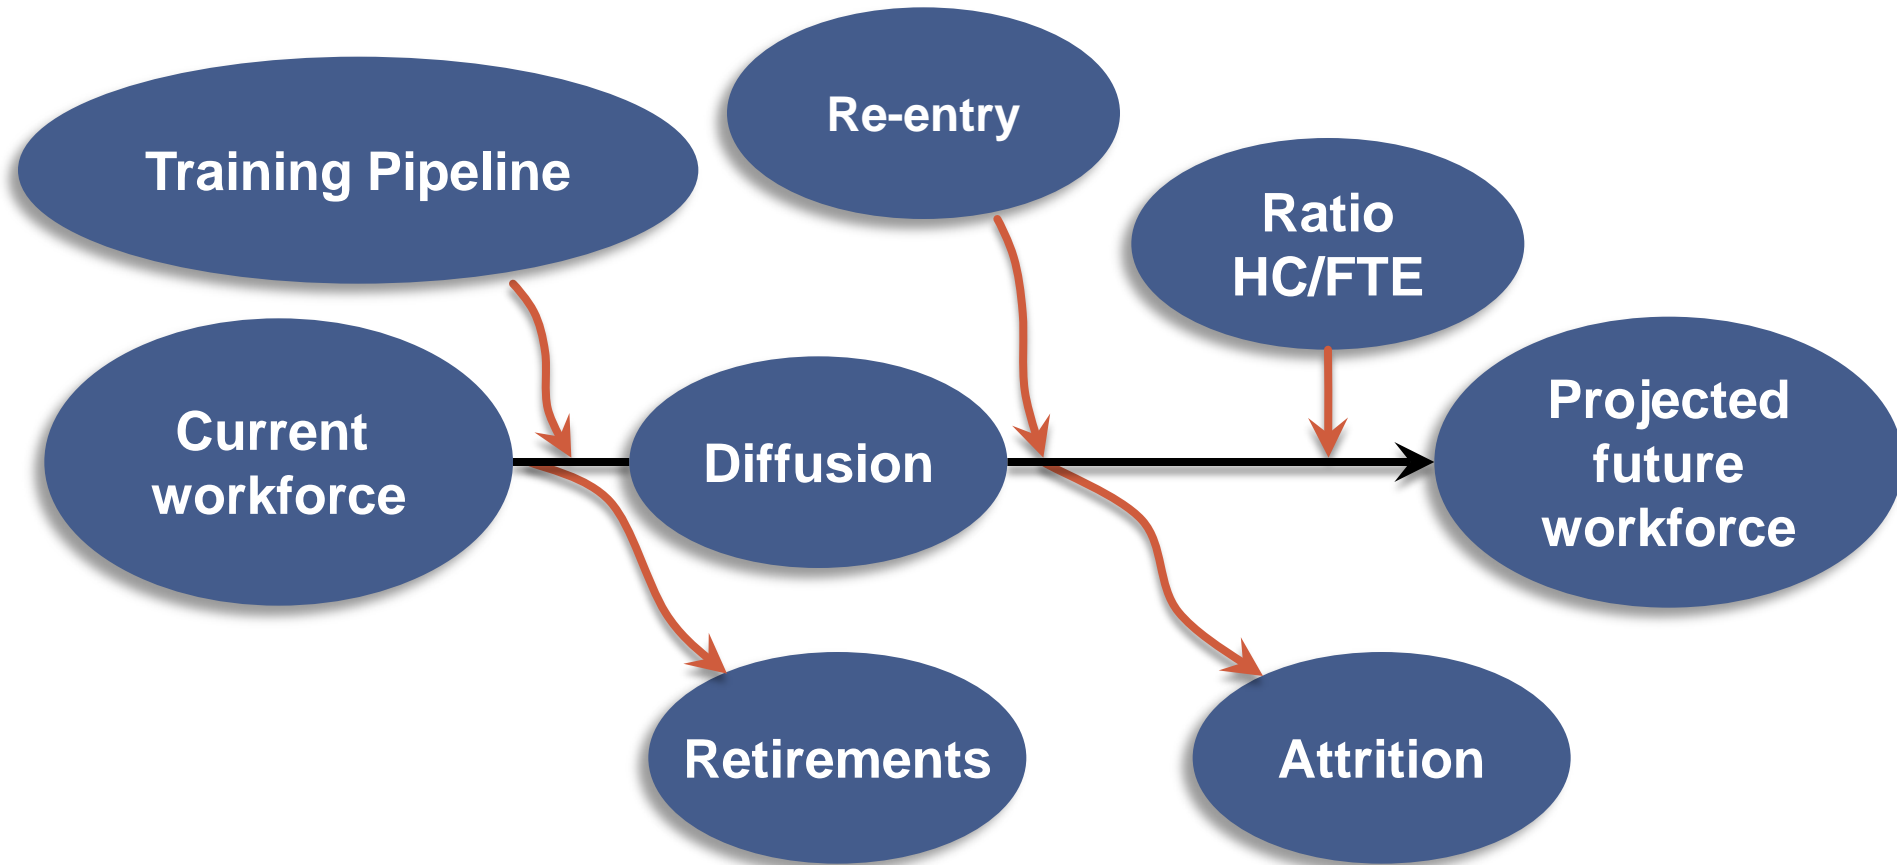 Training Pipeline
Re-entry
Ratio
HC/FTE
Current
workforce
Diffusion
Projected
future
workforce
Retirements
Attrition